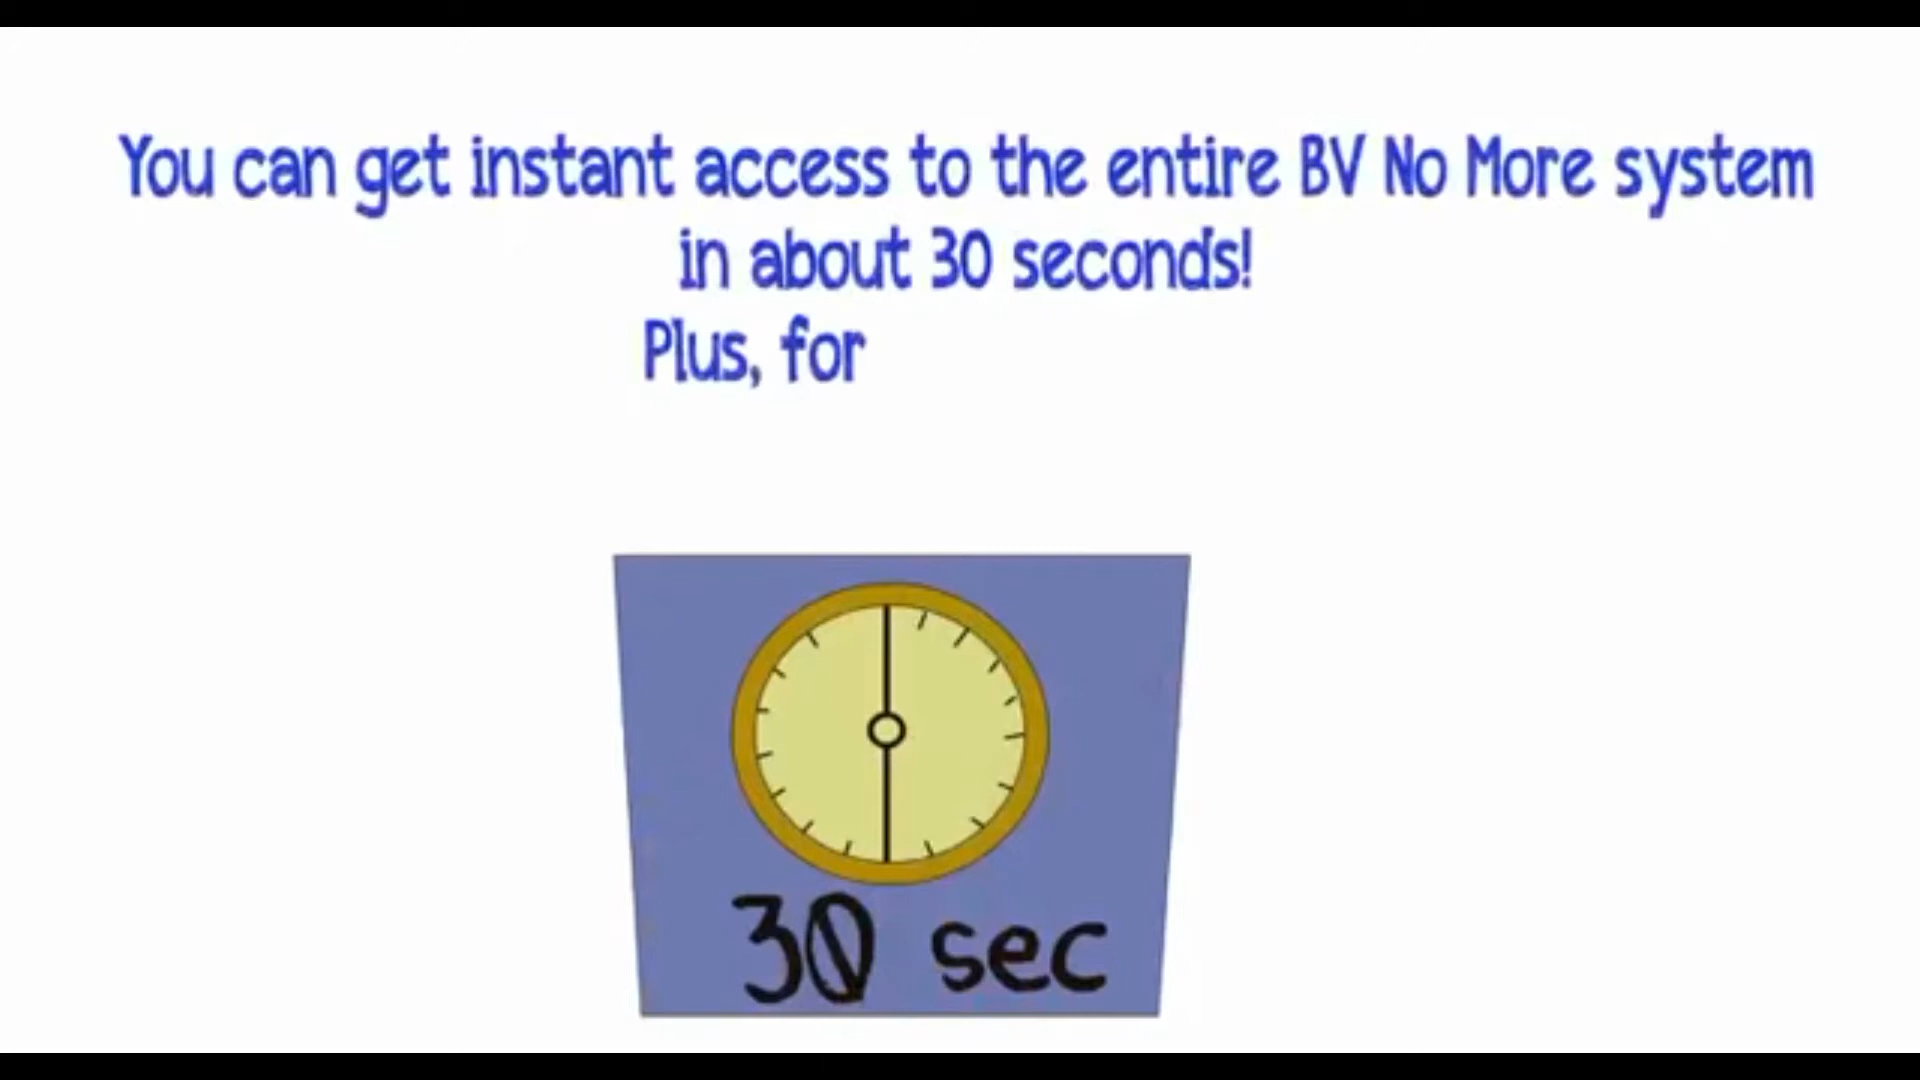 You can get instant access to the entire BV No More system
in about 30 seconds!
Plus, for
30 sec